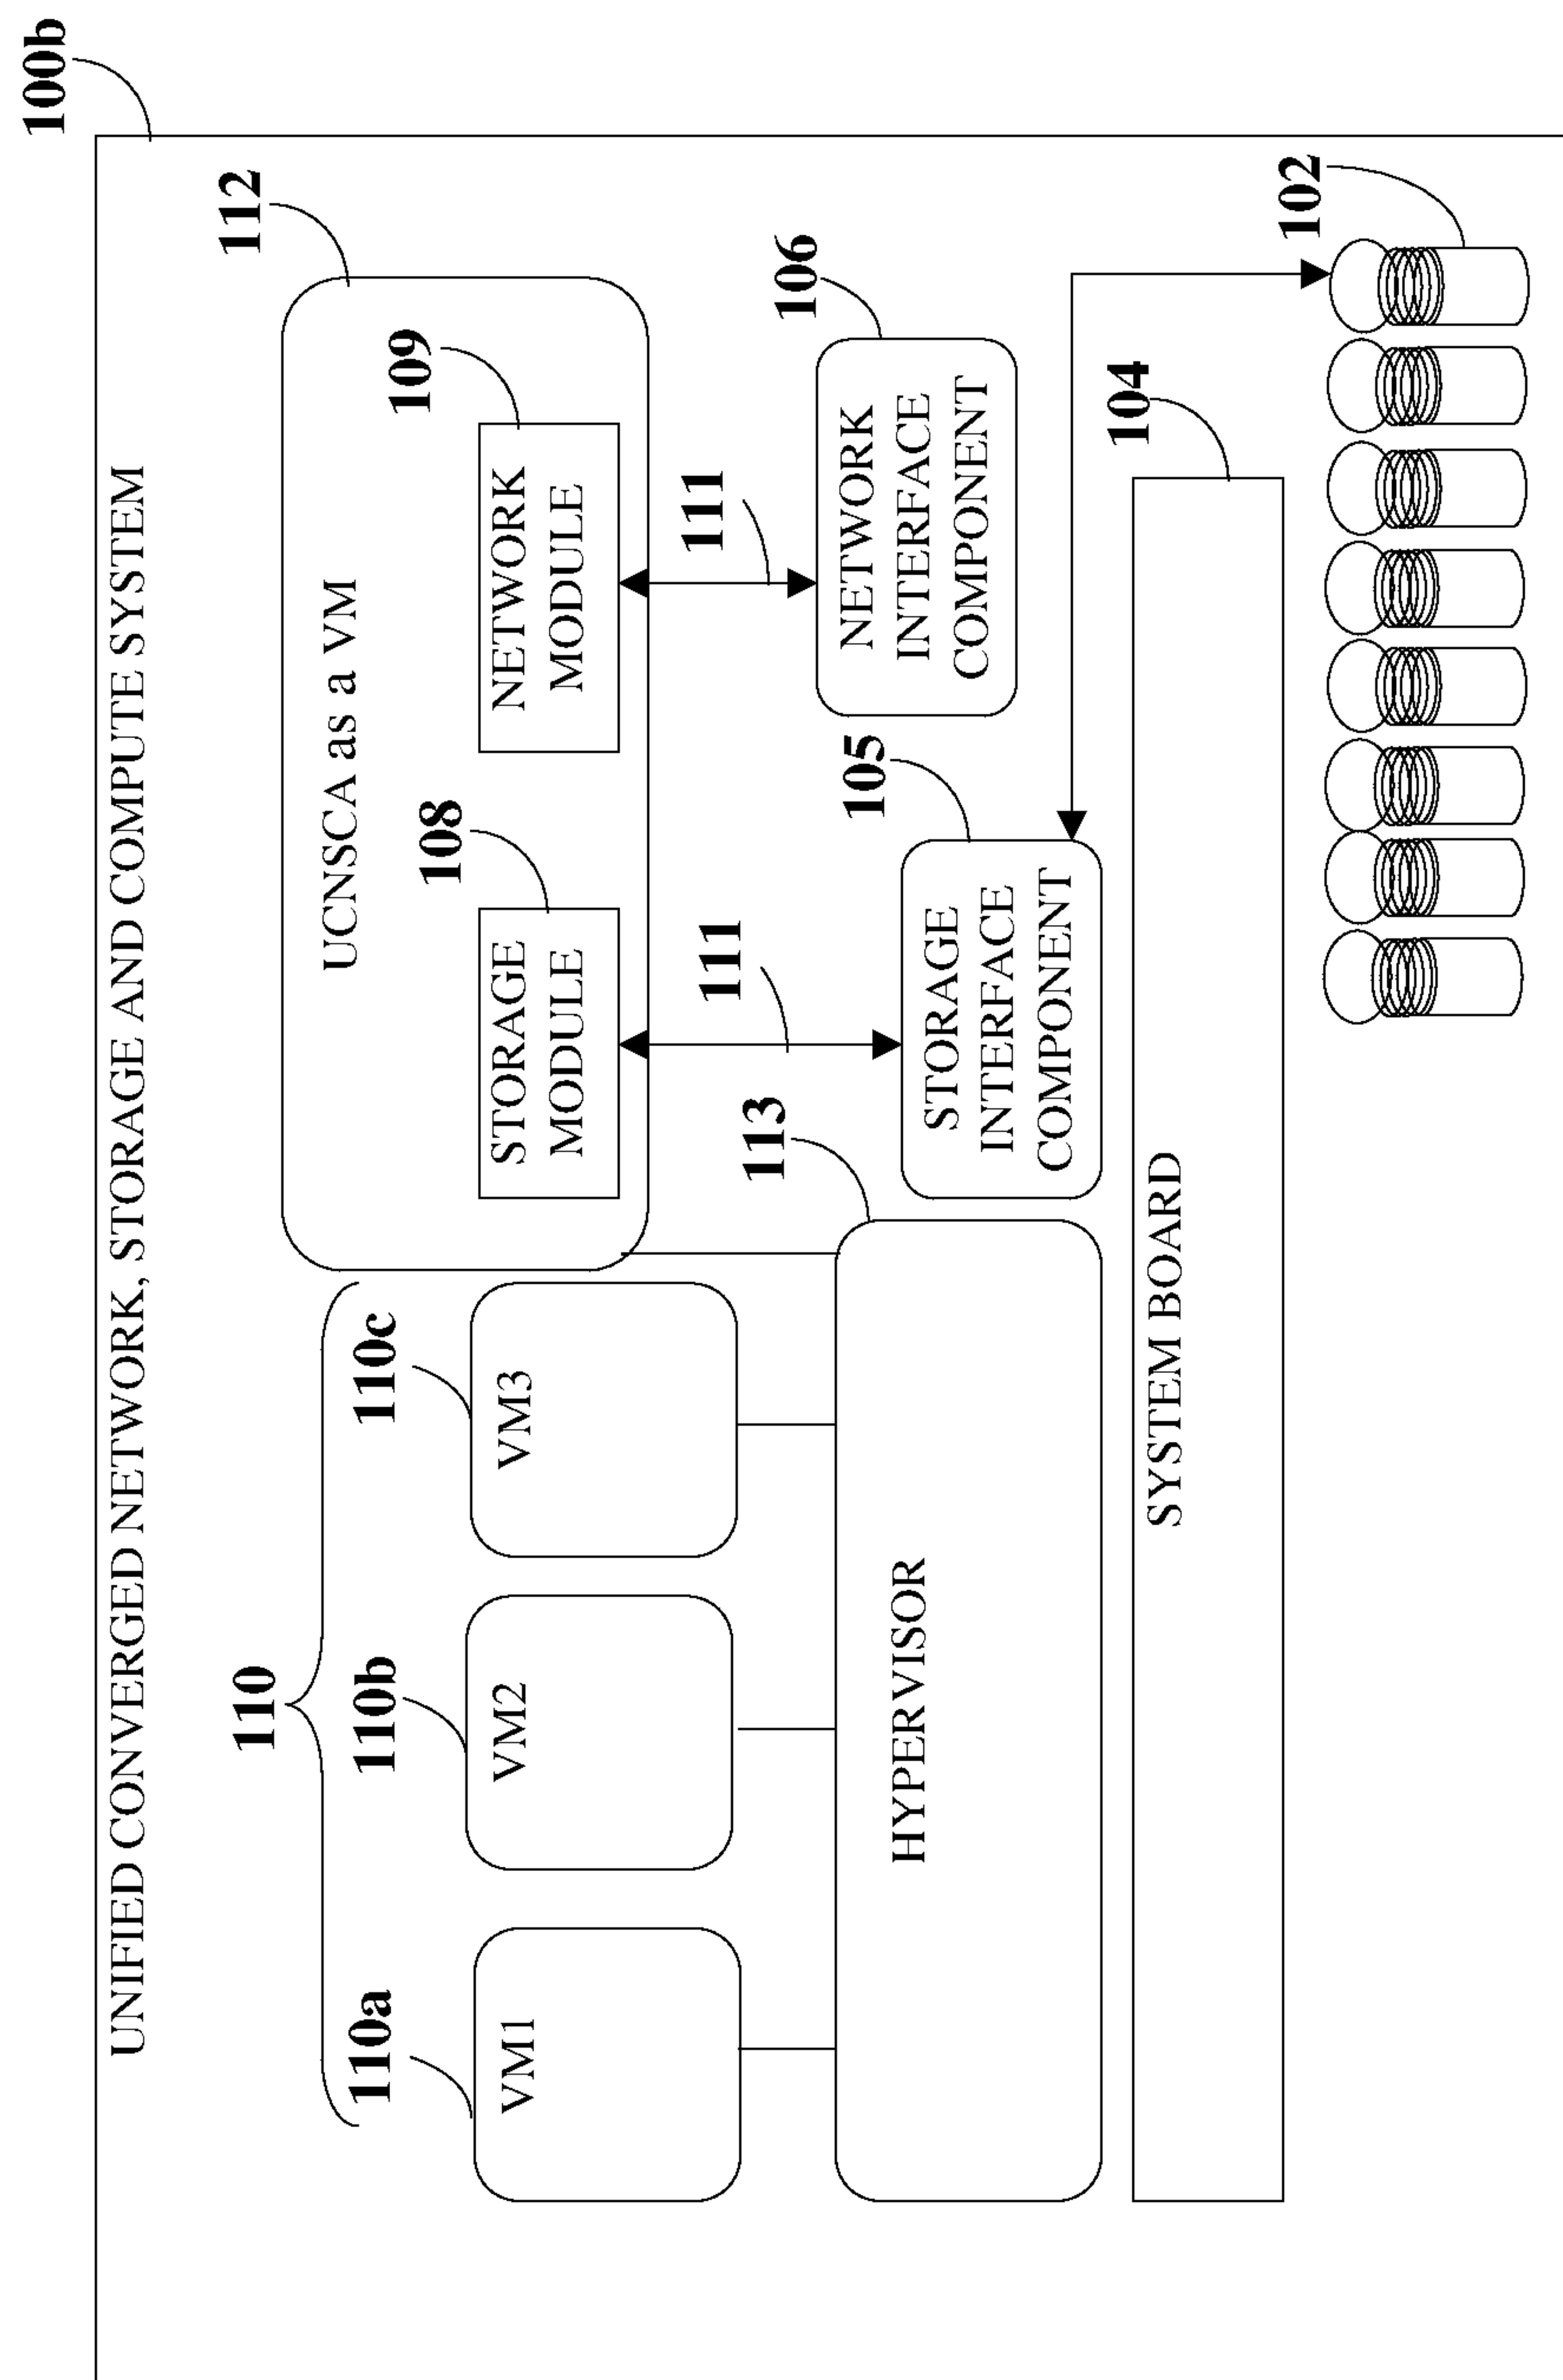 100b
UNIFIED CONVERGED NETWORK, STORAGE AND COMPUTE SYSTEM
110
112
UCNSCA as a VM
110a
110b
110c
108
109
VM1
VM2
VM3
STORAGE
MODULE
NETWORK
MODULE
111
111
113
106
NETWORK
INTERFACE
COMPONENT
105
HYPERVISOR
STORAGE
INTERFACE
COMPONENT
104
SYSTEM BOARD
102